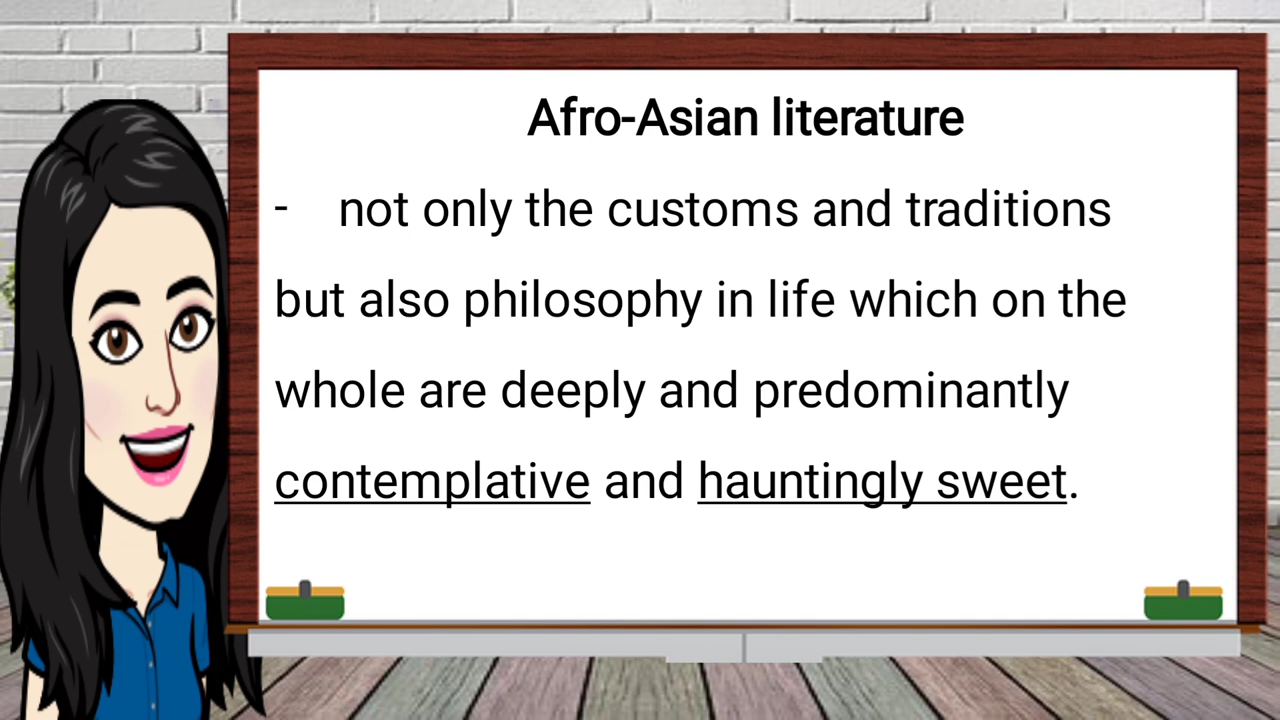 Afro-Asian literature
- not only the customs and traditions
but also philosophy in life which on the
whole are deeply and predominantly
contemplative and hauntingly sweet.